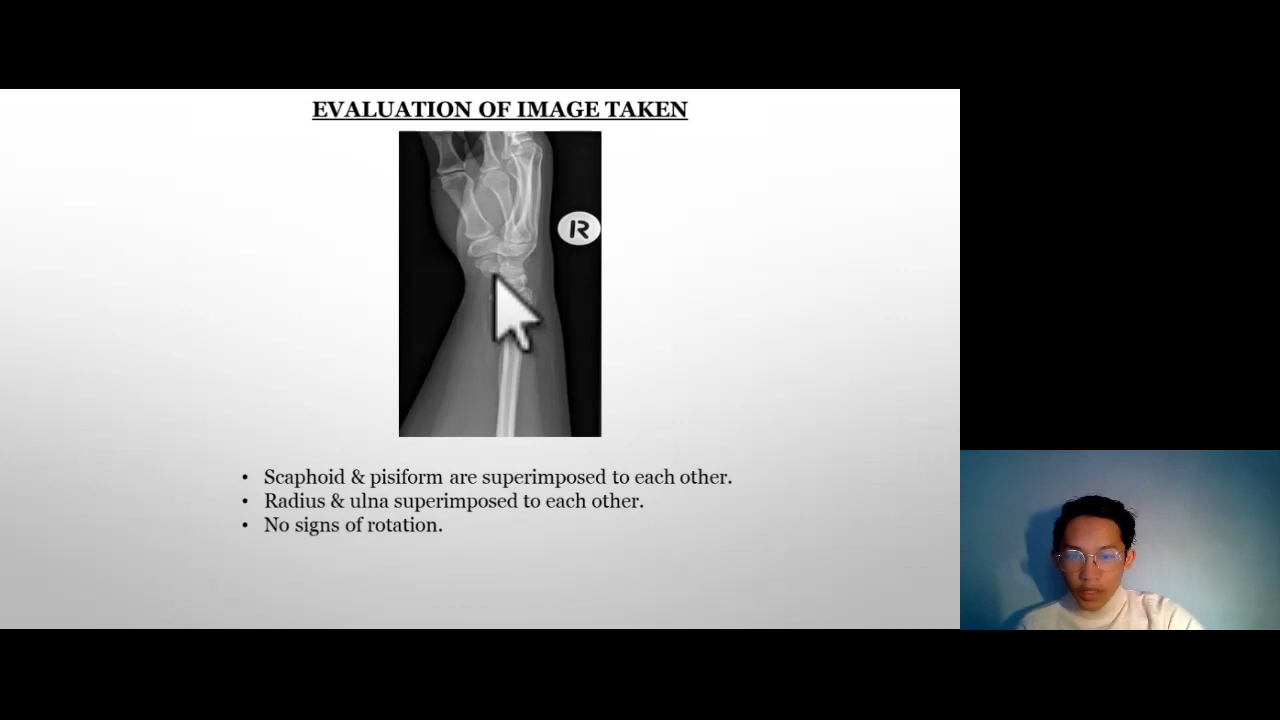 EVALUATION OF IMAGE TAKEN
R
• Scaphoid & pisiform are superimposed to each other.
• Radius & ulna superimposed to each other.
• No signs of rotation.